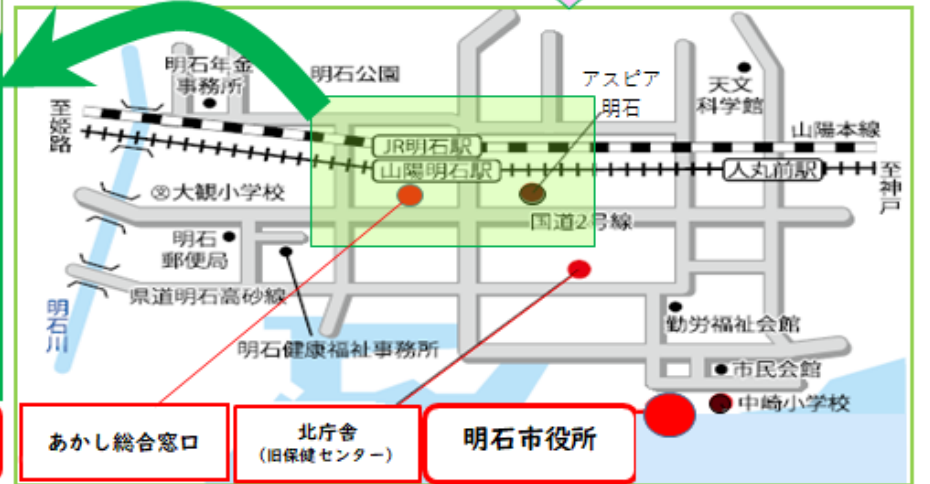 明石年金
事務所
明石公園
アスピア
明石
天文
科学館
至姫路
JR明石駅
山陽本線
山陽明石駅
人丸前駅
至神戸
文大観小学校
国道2号線
明石
郵便局
県道明石高砂線
明石川
明石健康福祉事務所
勤労福祉会館
市民会館
中崎小学校
あかし総合窓口
北庁舎
(旧保健センター)
明石市役所